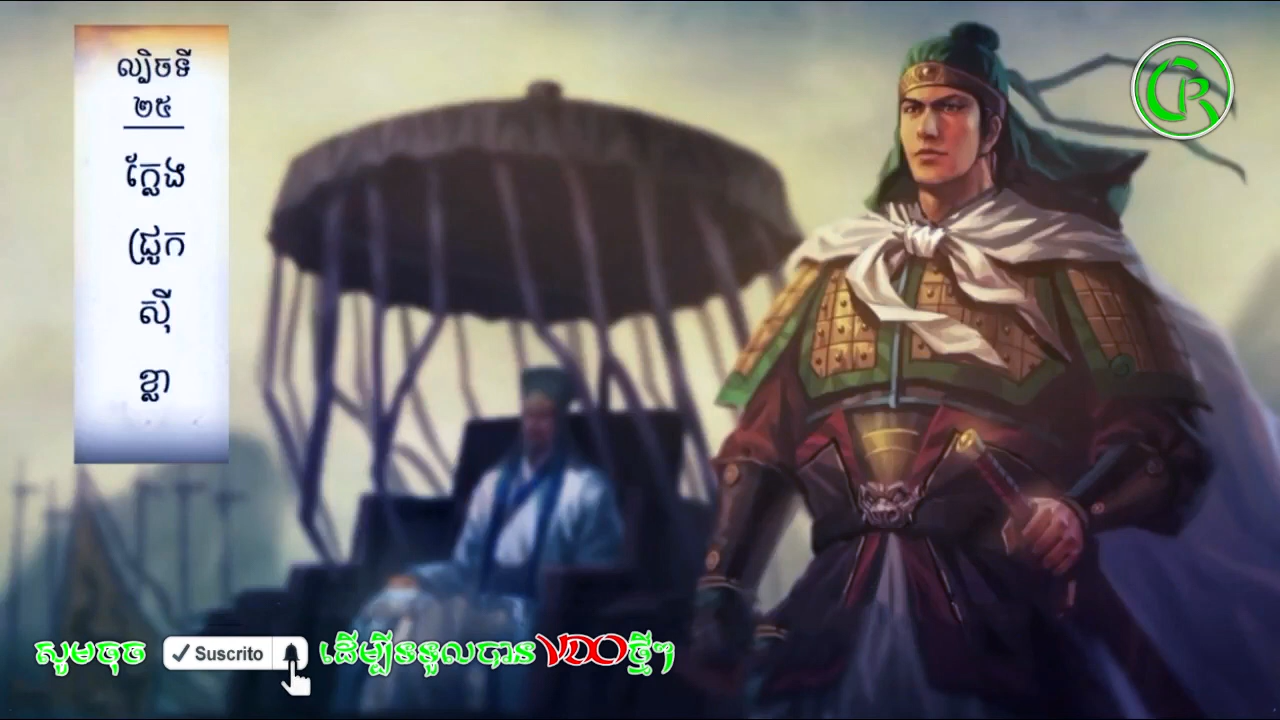 ល្បិចទី
២៥
ក្លែង
ជ្រូក
ស៊ី
ខ្លា
CR
សូមចុច ✓ Suscrito ដើម្បីទទួលបានVDOថ្មីៗ